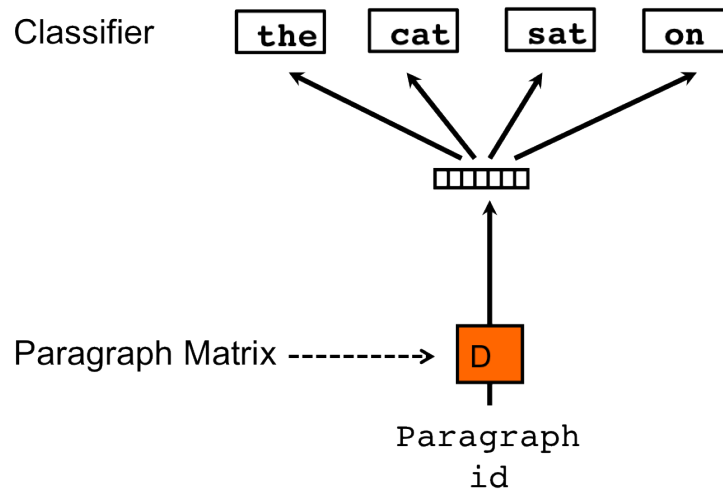 Classifier the cat sat on
Paragraph Matrix D
Paragraph
id